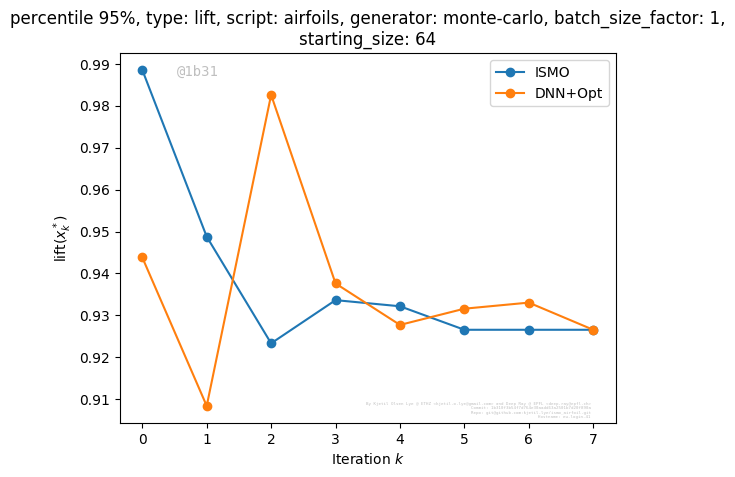 percentile 95%, type: lift, script: airfoils, generator: monte-carlo, batch_size_factor: 1,
starting_size: 64
@1b31
ISMO
DNN+Opt
0.99
0.98
0.97
0.96
0.95
0.94
0.93
0.92
0.91
lift(x*k)
0 1 2 3 4 5 6 7
Iteration k